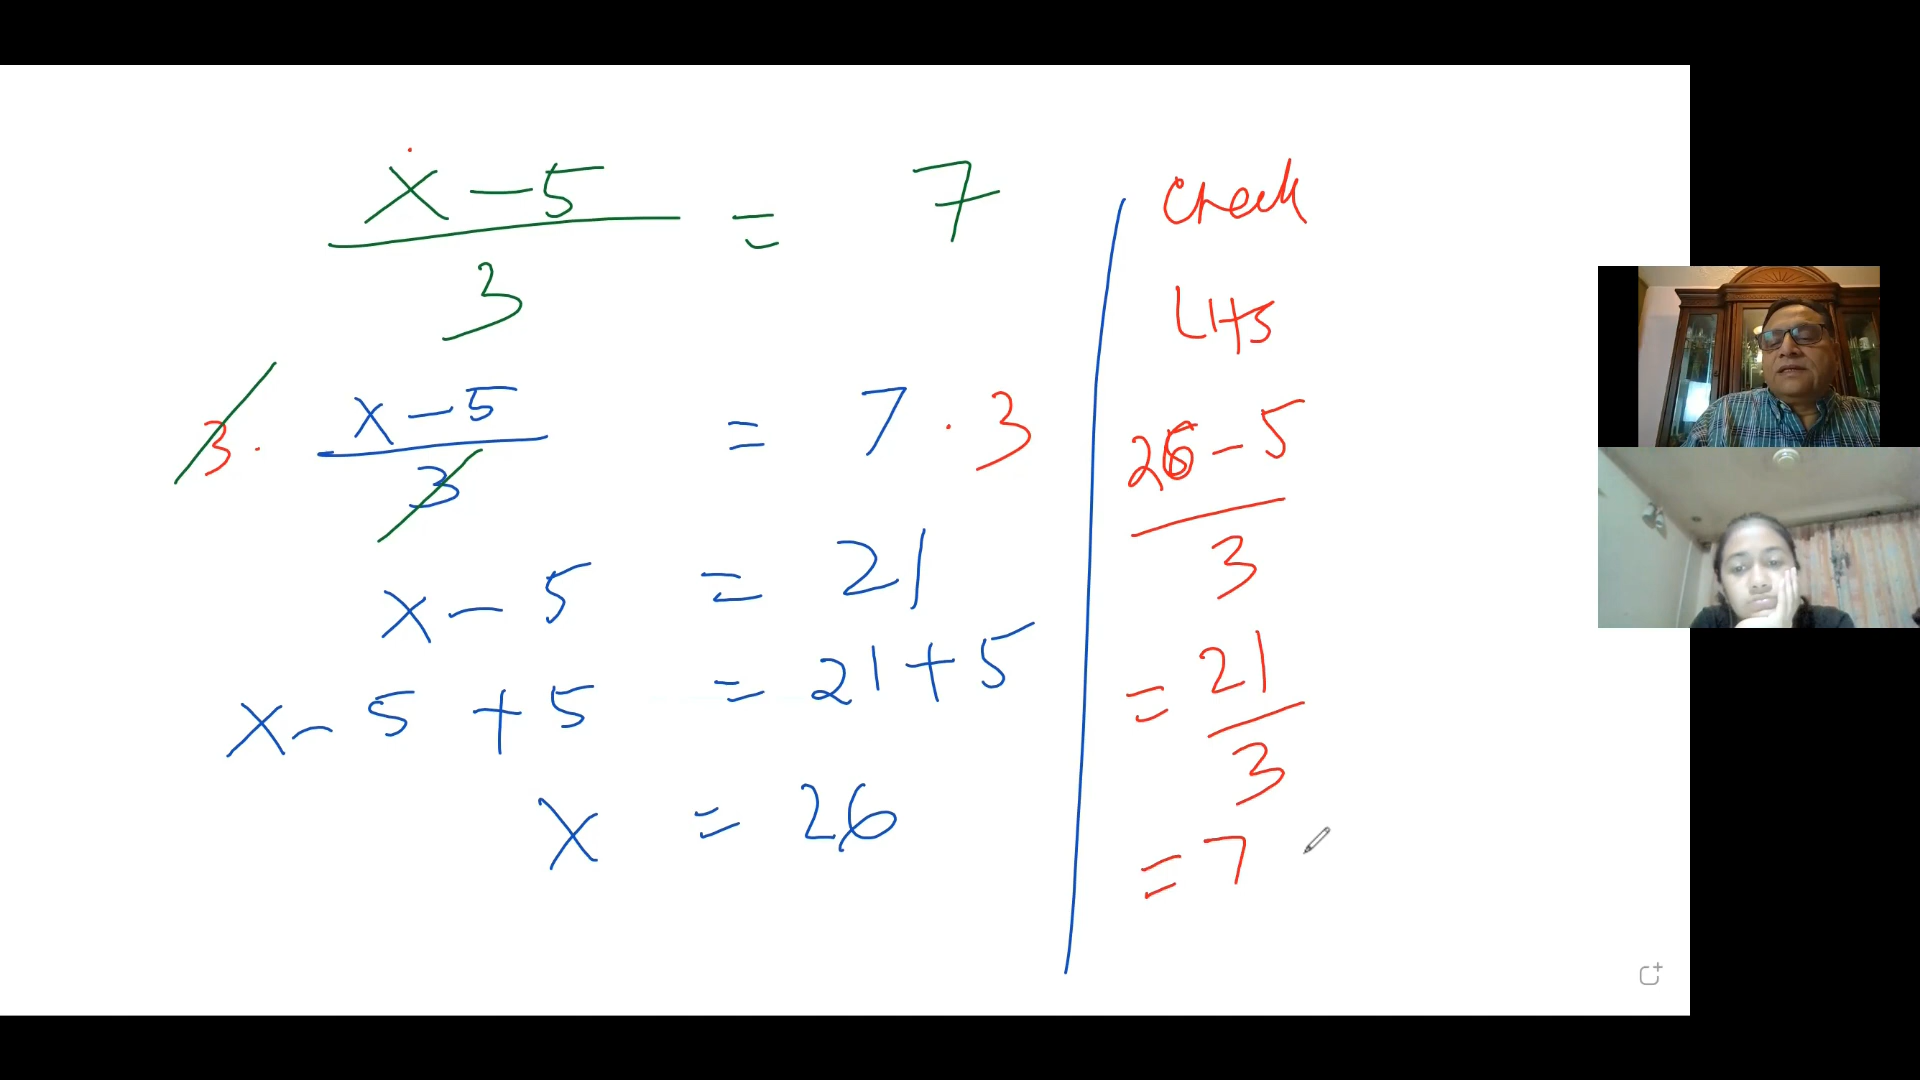 x - 5 / 3 = 7
3 · x - 5 / 3 = 7 · 3
x - 5 = 21
x - 5 + 5 = 21 + 5
x = 26
Check
LHS
26 - 5 / 3
= 21 / 3
= 7